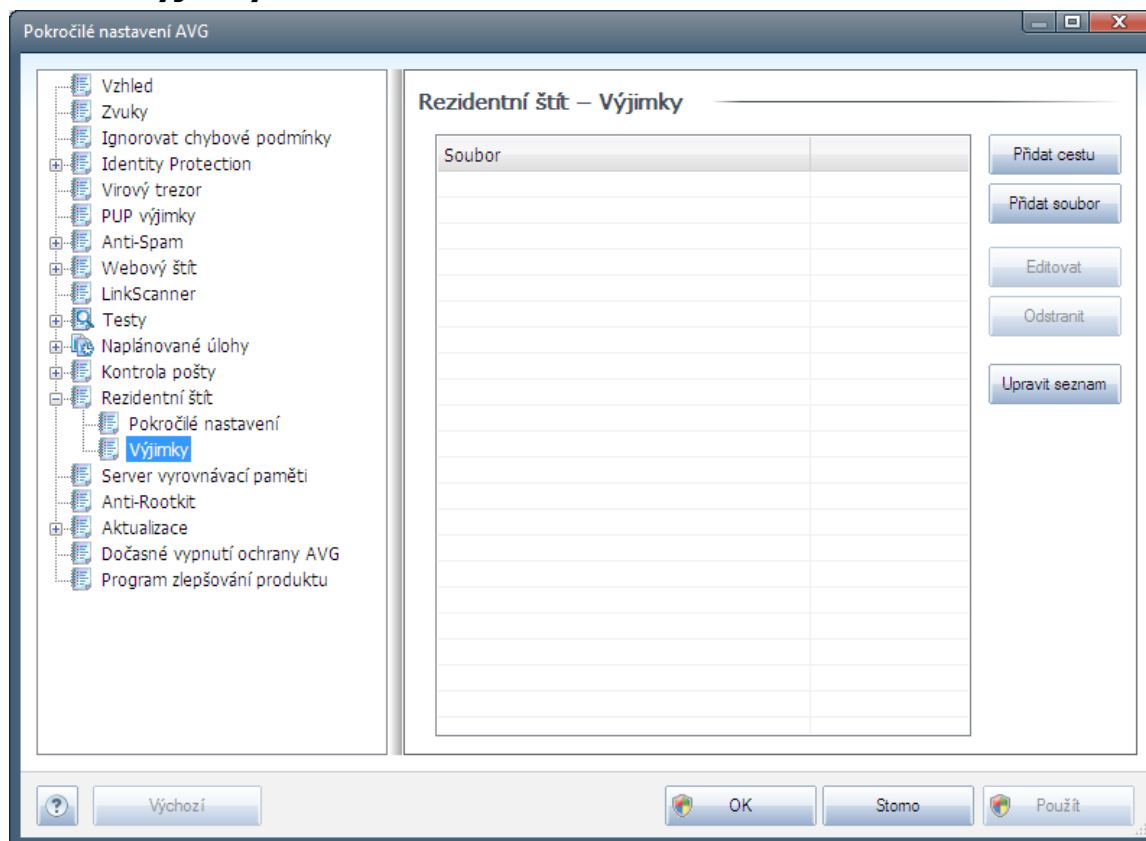 Pokročilé nastavení AVG
Vzhled
Zvuky
Ignorovat chybové podmínky
Identity Protection
Virový trezor
PUP výjimky
Anti-Spam
Webový štít
LinkScanner
Testy
Naplánované úlohy
Kontrola pošty
Rezidentní štít
Pokročilé nastavení
Výjimky
Server vyrovnávací paměti
Anti-Rootkit
Aktualizace
Dočasné vypnutí ochrany AVG
Program zlepšování produktu
Rezidentní štít – Výjimky
Soubor
Přidat cestu
Přidat soubor
Editovat
Odstranit
Upravit seznam
?
Výchozí
OK
Stomo
Použít